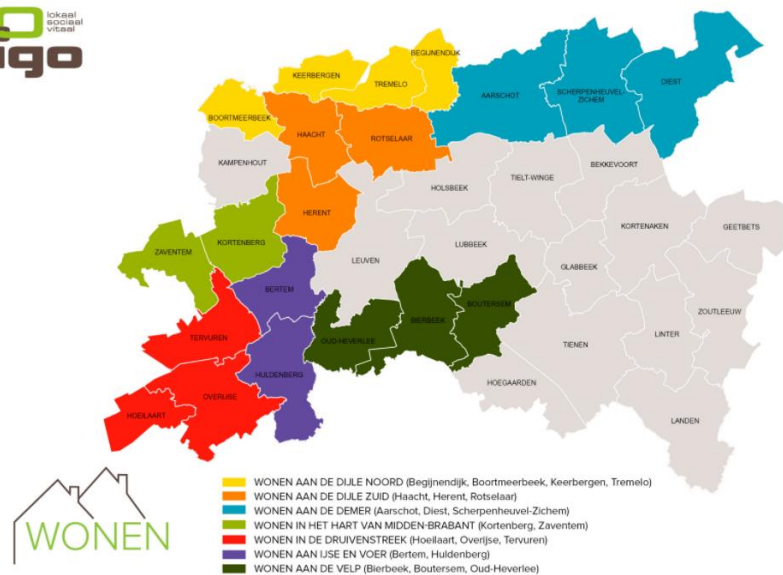 lokaal
sociaal
vitaal
igo
BEGIJNENDIJK
KEERBERGEN
TREMELO
AARSCHOT
SCHERPENHEUVEL-
ZICHEM
DIEST
BOORTMEERBEEK
HAACHT
ROTSELAAR
KAMPENHOUT
HOLSBEEK
TIELT-WINGE
BEKKEVOORT
HERENT
KORTENAKEN
GEETBETS
ZAVENTEM
KORTENBERG
LEUVEN
LUBBEEK
GLABBEEK
BERTEM
BOUTERSEM
BIERBEEK
ZOUTLEEUW
TERVUREN
OUD-HEVERLEE
TIENEN
LINTER
HULDENBERG
HOEGAARDEN
OVERIJSE
HOEILAART
LANDEN
WONEN
WONEN AAN DE DIJLE NOORD (Begijnendijk, Boortmeerbeek, Keerbergen, Tremelo)
WONEN AAN DE DIJLE ZUID (Haacht, Herent, Rotselaar)
WONEN AAN DE DEMER (Aarschot, Diest, Scherpenheuvel-Zichem)
WONEN IN HET HART VAN MIDDEN-BRABANT (Kortenberg, Zaventem)
WONEN IN DE DRUIVENSTREEK (Hoeilaart, Overijse, Tervuren)
WONEN AAN IJSE EN VOER (Bertem, Huldenberg)
WONEN AAN DE VELP (Bierbeek, Boutersem, Oud-Heverlee)